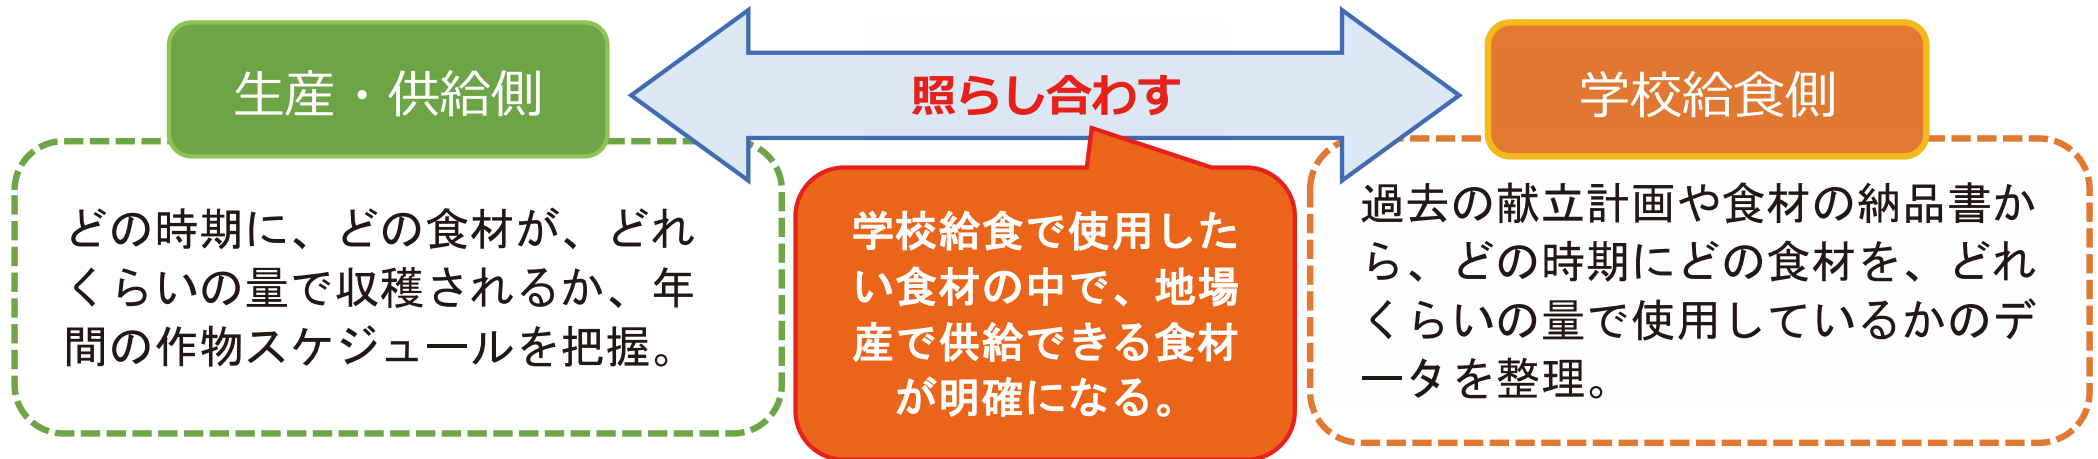 生産・供給側
どの時期に、どの食材が、どれ
くらいの量で収穫されるか、年
間の作物スケジュールを把握。
照らし合わす
学校給食で使用した
い食材の中で、地場
産で供給できる食材
が明確になる。
学校給食側
過去の献立計画や食材の納品書か
ら、どの時期にどの食材を、どれ
くらいの量で使用しているかのデ
ータを整理。